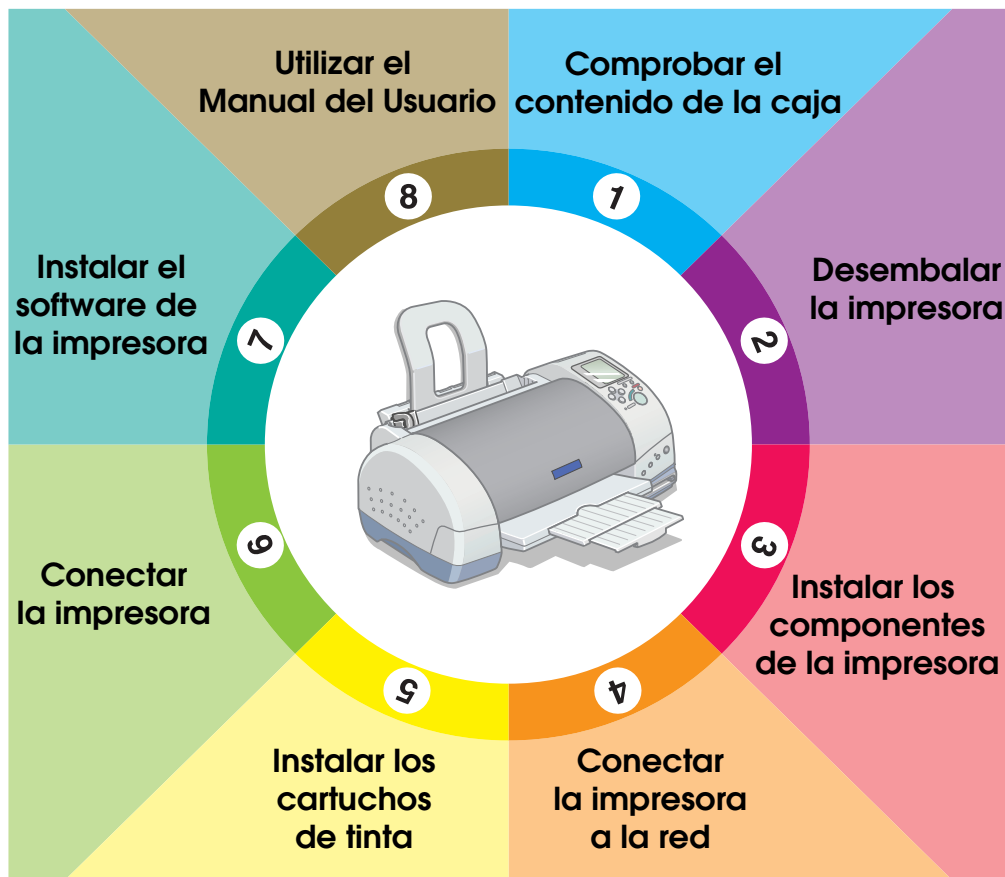 1
Comprobar el
contenido de la caja
2
Desembalar
la impresora
3
Instalar los
componentes
de la impresora
4
Conectar
la impresora
a la red
5
Instalar los
cartuchos
de tinta
6
Conectar
la impresora
7
Instalar el
software de
la impresora
8
Utilizar el
Manual del Usuario